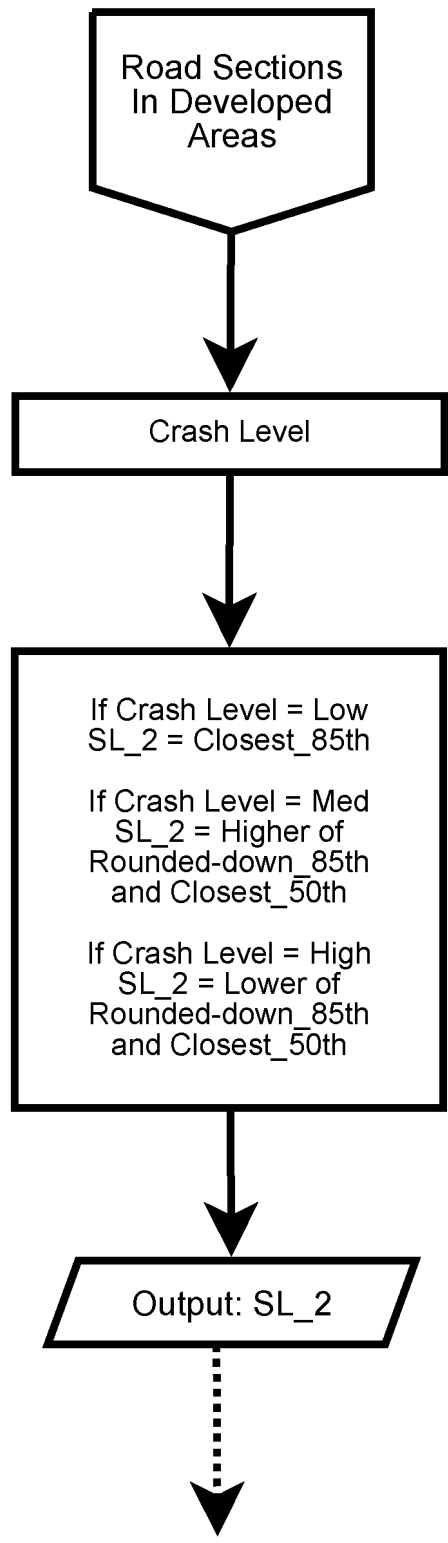 Road Sections
In Developed
Areas
Crash Level
If Crash Level = Low
SL_2 = Closest_85th
If Crash Level = Med
SL_2 = Higher of
Rounded-down_85th
and Closest_50th
If Crash Level = High
SL_2 = Lower of
Rounded-down_85th
and Closest_50th
Output: SL_2